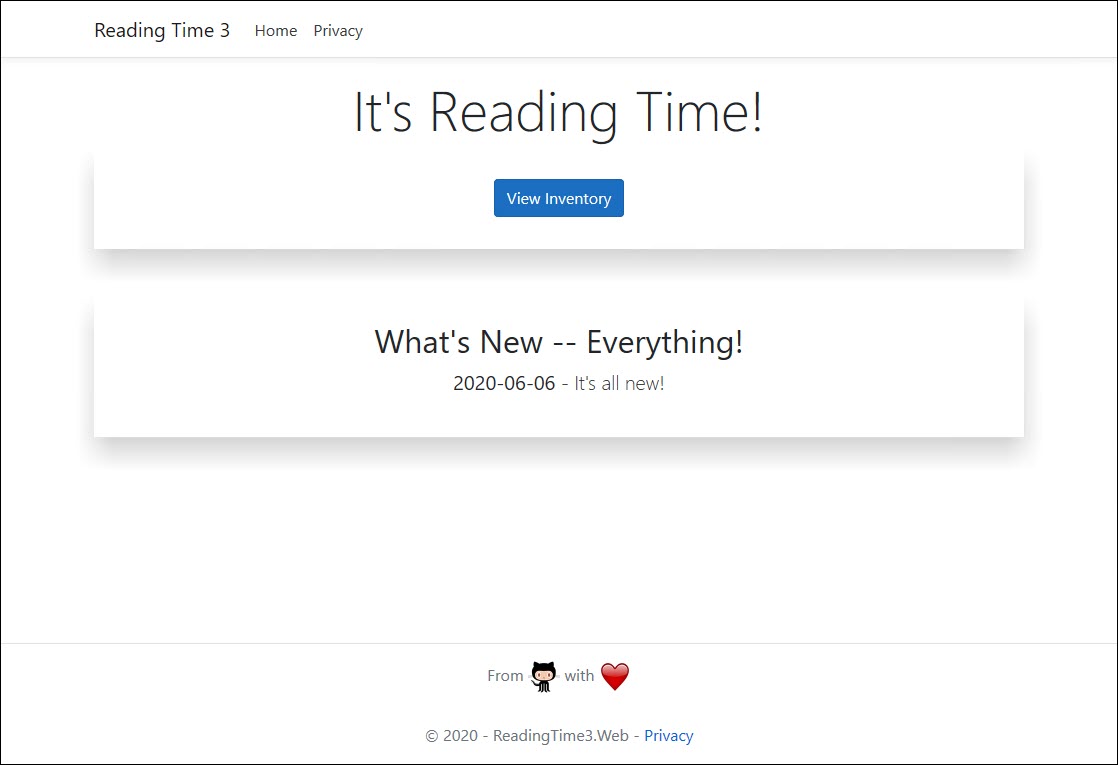 Reading Time 3 Home Privacy
It's Reading Time!
View Inventory
What's New -- Everything!
2020-06-06 - It's all new!
From with
© 2020 - ReadingTime3.Web - Privacy